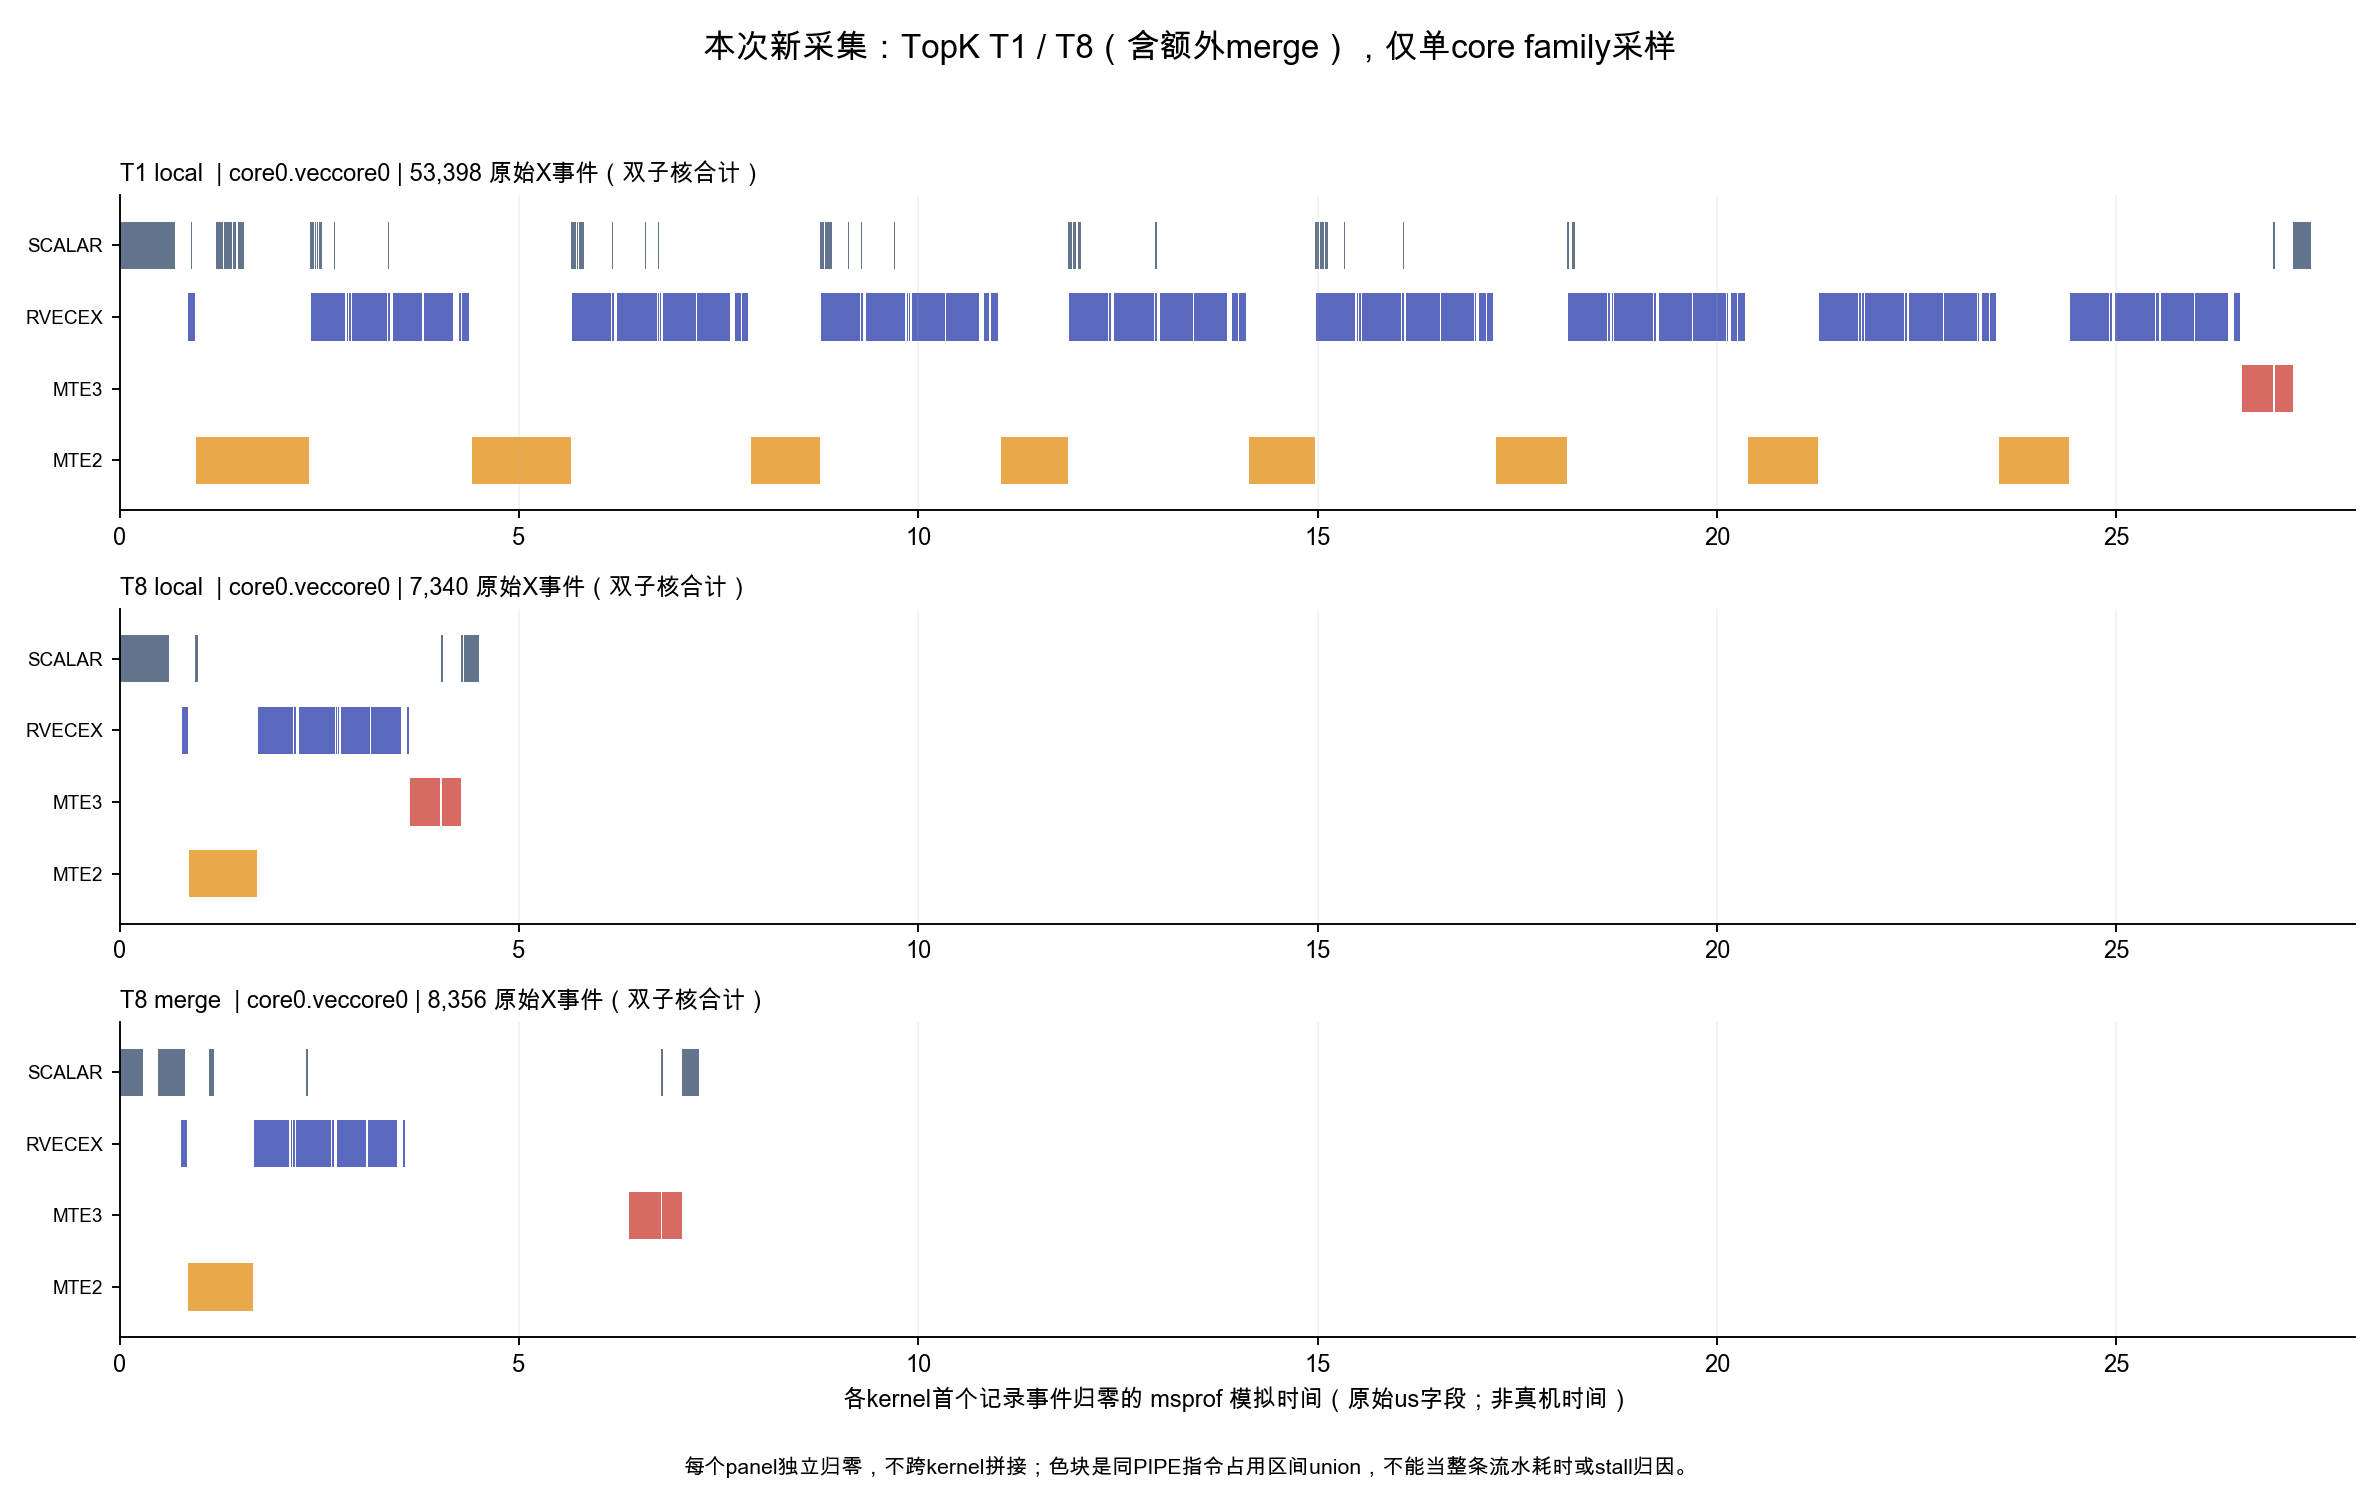 本次新采集：TopK T1 / T8（含额外merge），仅单core family采样
T1 local | core0.veccore0 | 53,398 原始X事件（双子核合计）
SCALAR
RVECEX
MTE3
MTE2
0 5 10 15 20 25
T8 local | core0.veccore0 | 7,340 原始X事件（双子核合计）
SCALAR
RVECEX
MTE3
MTE2
0 5 10 15 20 25
T8 merge | core0.veccore0 | 8,356 原始X事件（双子核合计）
SCALAR
RVECEX
MTE3
MTE2
0 5 10 15 20 25
各kernel首个记录事件归零的 msprof 模拟时间（原始us字段；非真机时间）
每个panel独立归零，不跨kernel拼接；色块是同PIPE指令占用区间union，不能当整条流水耗时或stall归因。